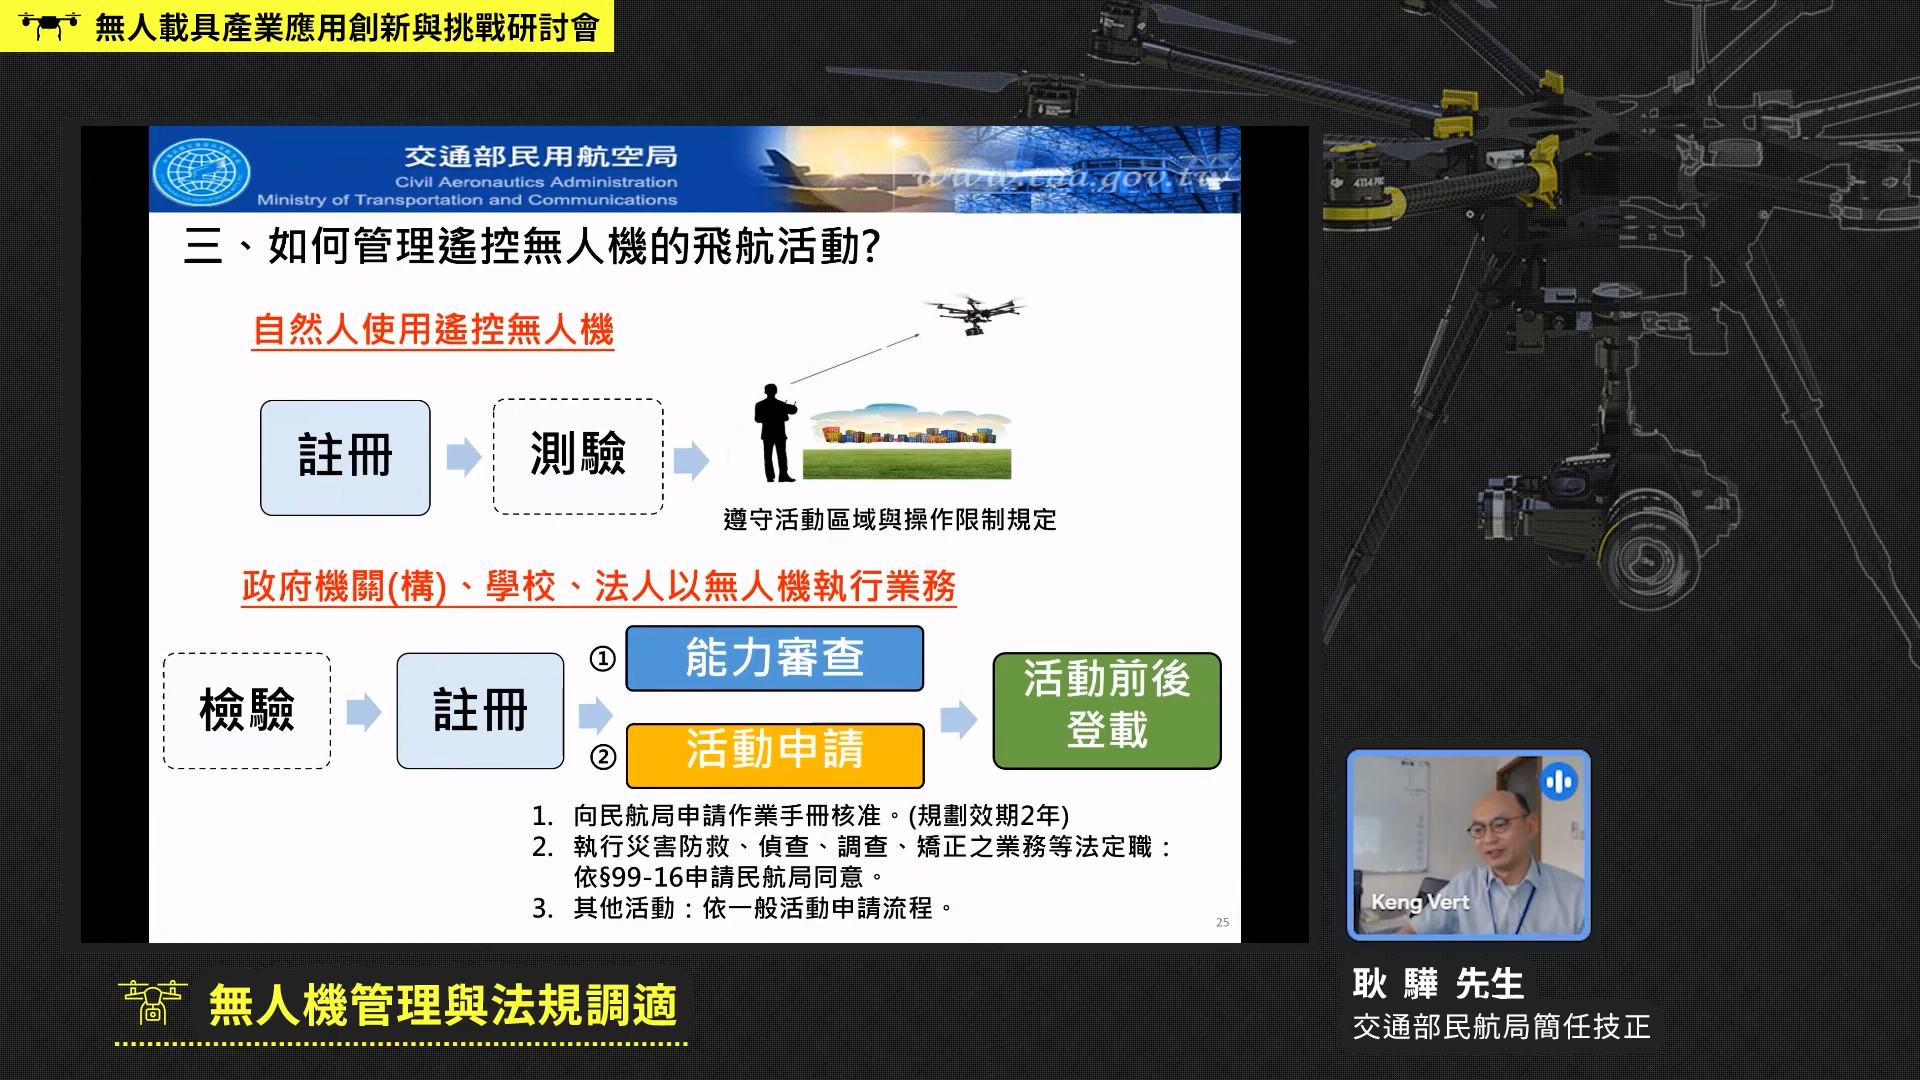 無人載具產業應用創新與挑戰研討會
交通部民用航空局
Civil Aeronautics Administration
Ministry of Transportation and Communications
www.caa.gov.tw
三、如何管理遙控無人機的飛航活動?
自然人使用遙控無人機
註冊
測驗
遵守活動區域與操作限制規定
政府機關(構)、學校、法人以無人機執行業務
檢驗
註冊
① 能力審查
② 活動申請
活動前後
登載
1. 向民航局申請作業手冊核准。(規劃效期2年)
2. 執行災害防救、偵查、調查、矯正之業務等法定職：
依§99-16申請民航局同意。
3. 其他活動：依一般活動申請流程。
25
Keng Vert
耿 驊 先生
交通部民航局簡任技正
無人機管理與法規調適